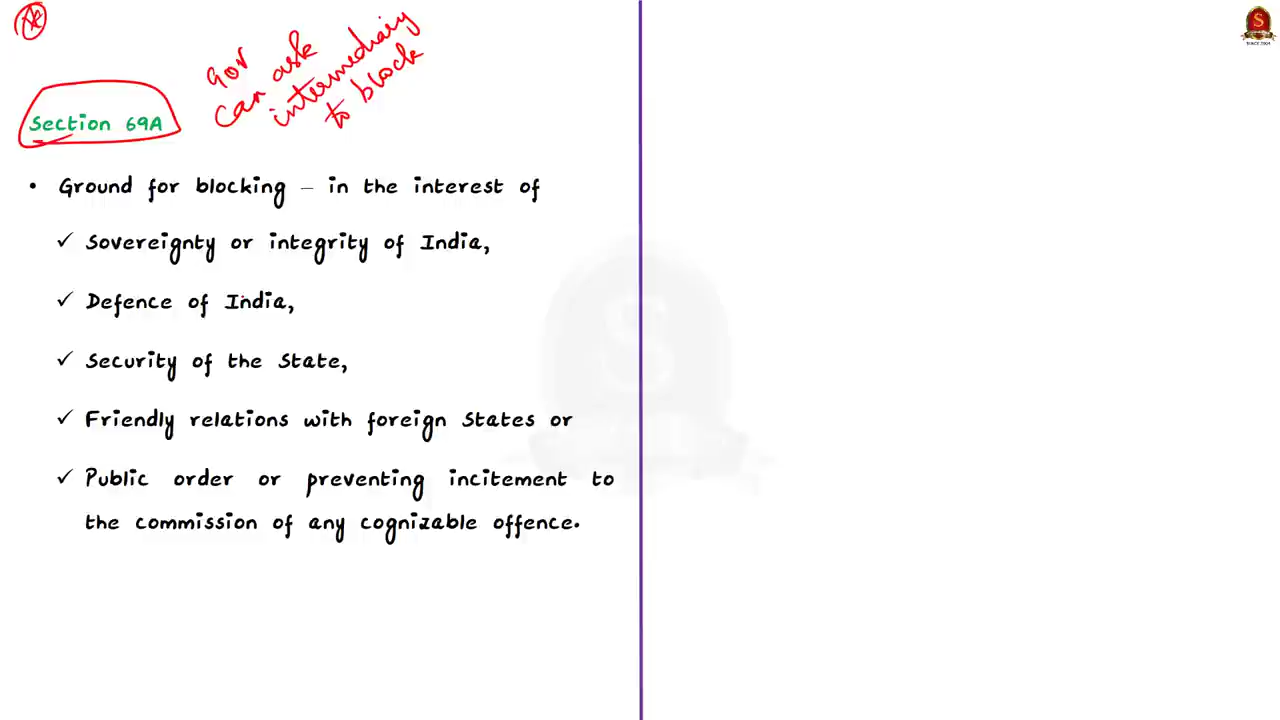 gov
can ask
intermediary
to block
Section 69A
• Ground for blocking – in the interest of
✓ Sovereignty or integrity of India,
✓ Defence of India,
✓ Security of the State,
✓ Friendly relations with foreign States or
✓ Public order or preventing incitement to
the commission of any cognizable offence.
S
SINCE 2004